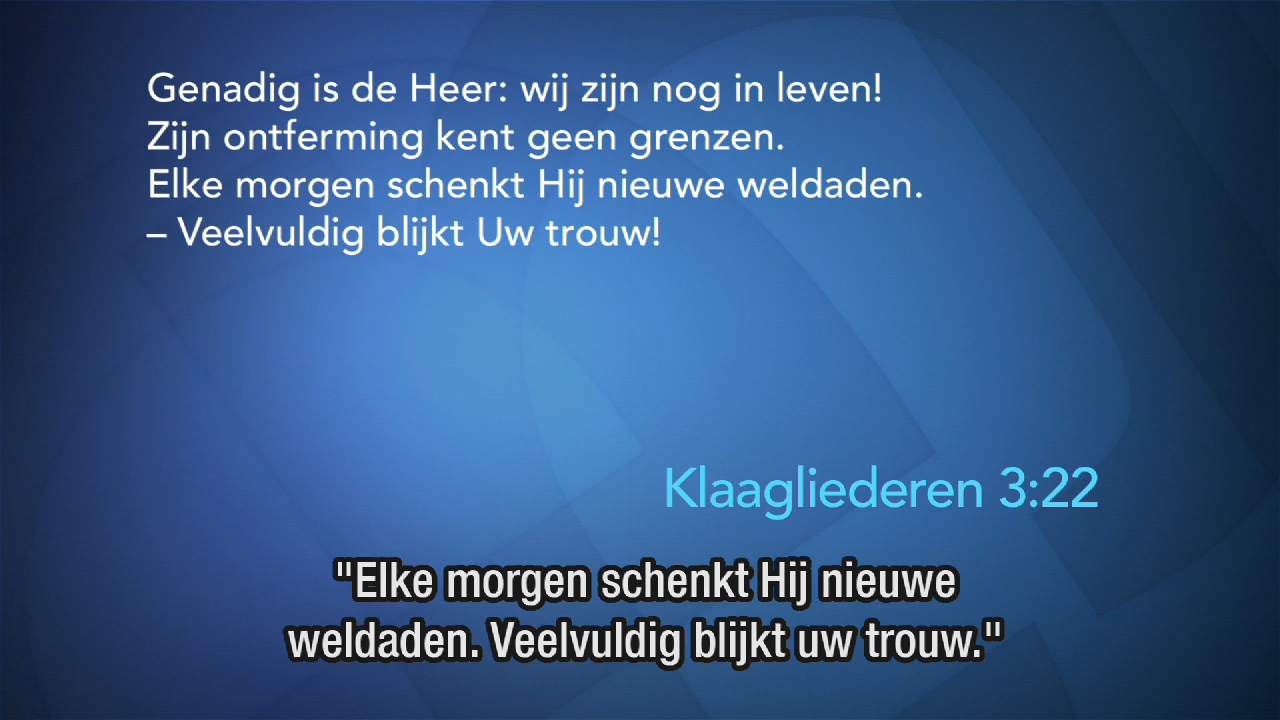 Genadig is de Heer: wij zijn nog in leven!
Zijn ontferming kent geen grenzen.
Elke morgen schenkt Hij nieuwe weldaden.
– Veelvuldig blijkt Uw trouw!
Klaagliederen 3:22
"Elke morgen schenkt Hij nieuwe
weldaden. Veelvuldig blijkt uw trouw."